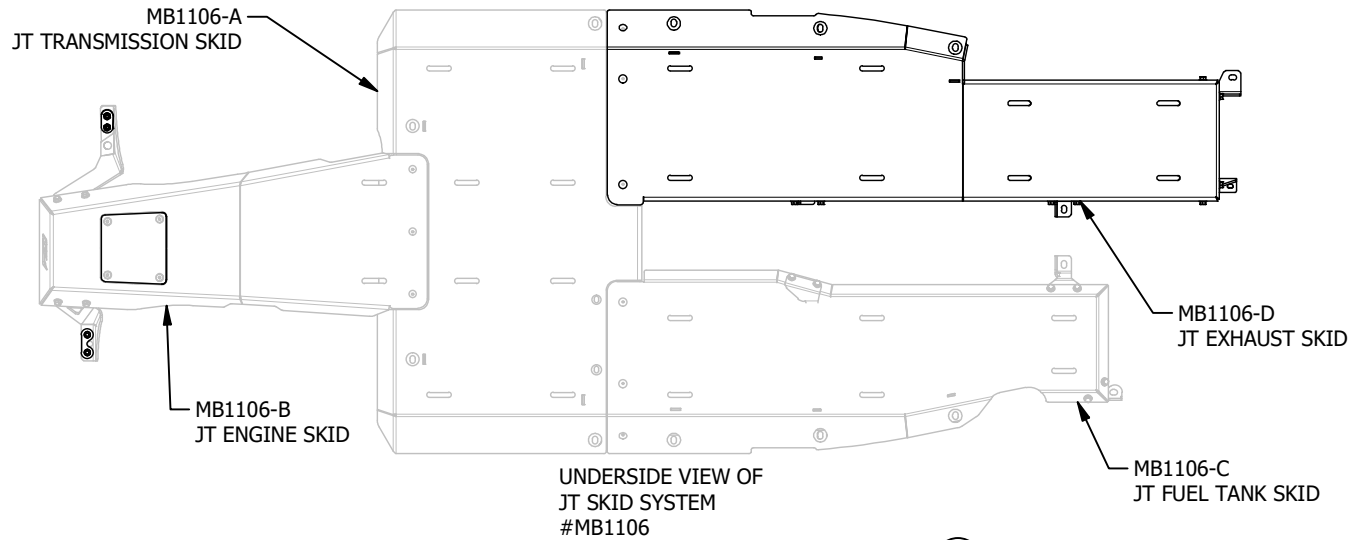 MB1106-A
JT TRANSMISSION SKID
MB1106-D
JT EXHAUST SKID
MB1106-B
JT ENGINE SKID
MB1106-C
JT FUEL TANK SKID
UNDERSIDE VIEW OF
JT SKID SYSTEM
#MB1106